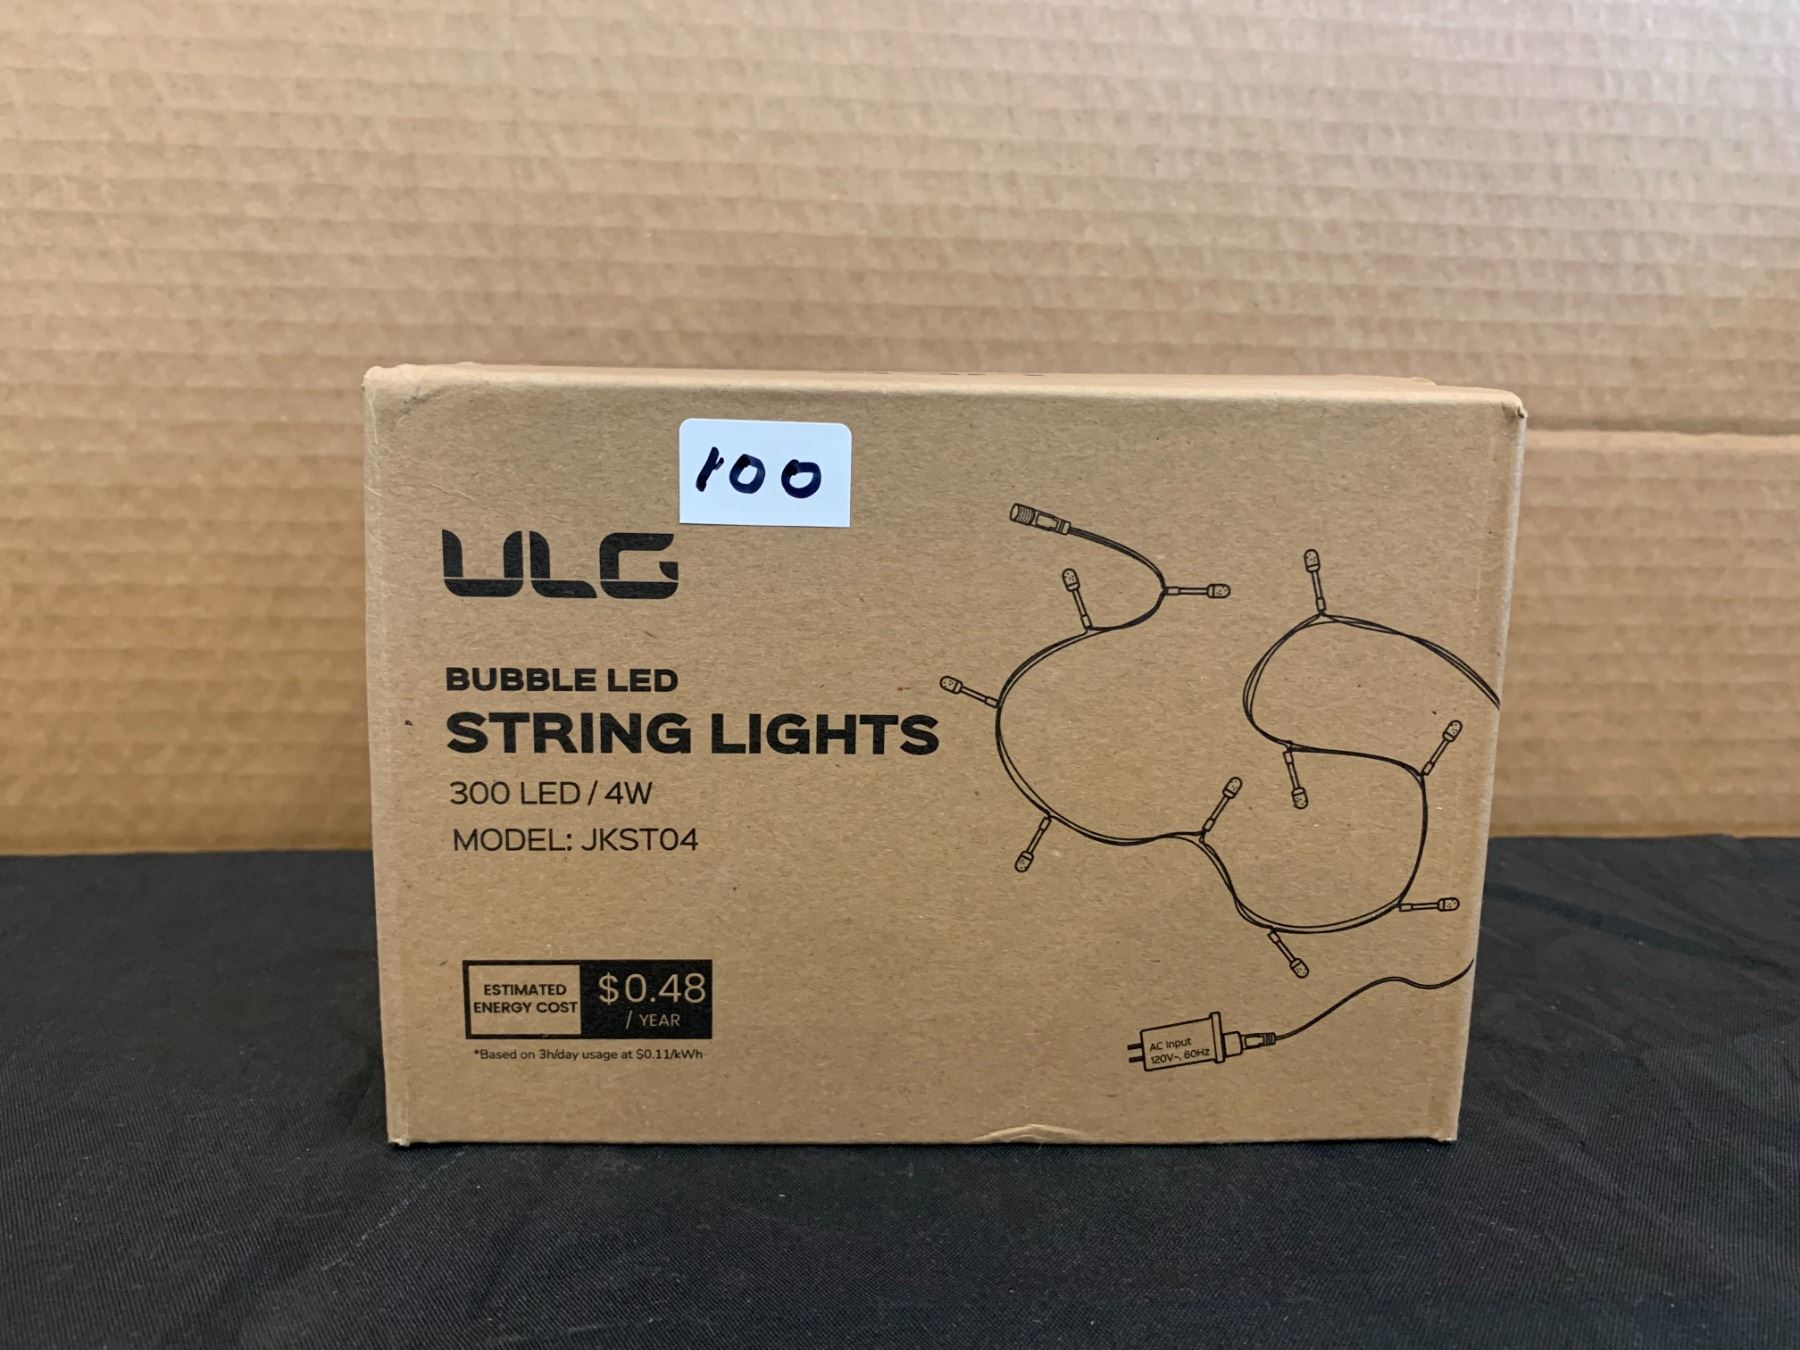 100
ULG
BUBBLE LED
STRING LIGHTS
300 LED / 4W
MODEL: JKST04
ESTIMATED
ENERGY COST
$0.48
/ YEAR
*Based on 3h/day usage at $0.11/kWh
AC Input
120V~, 60Hz